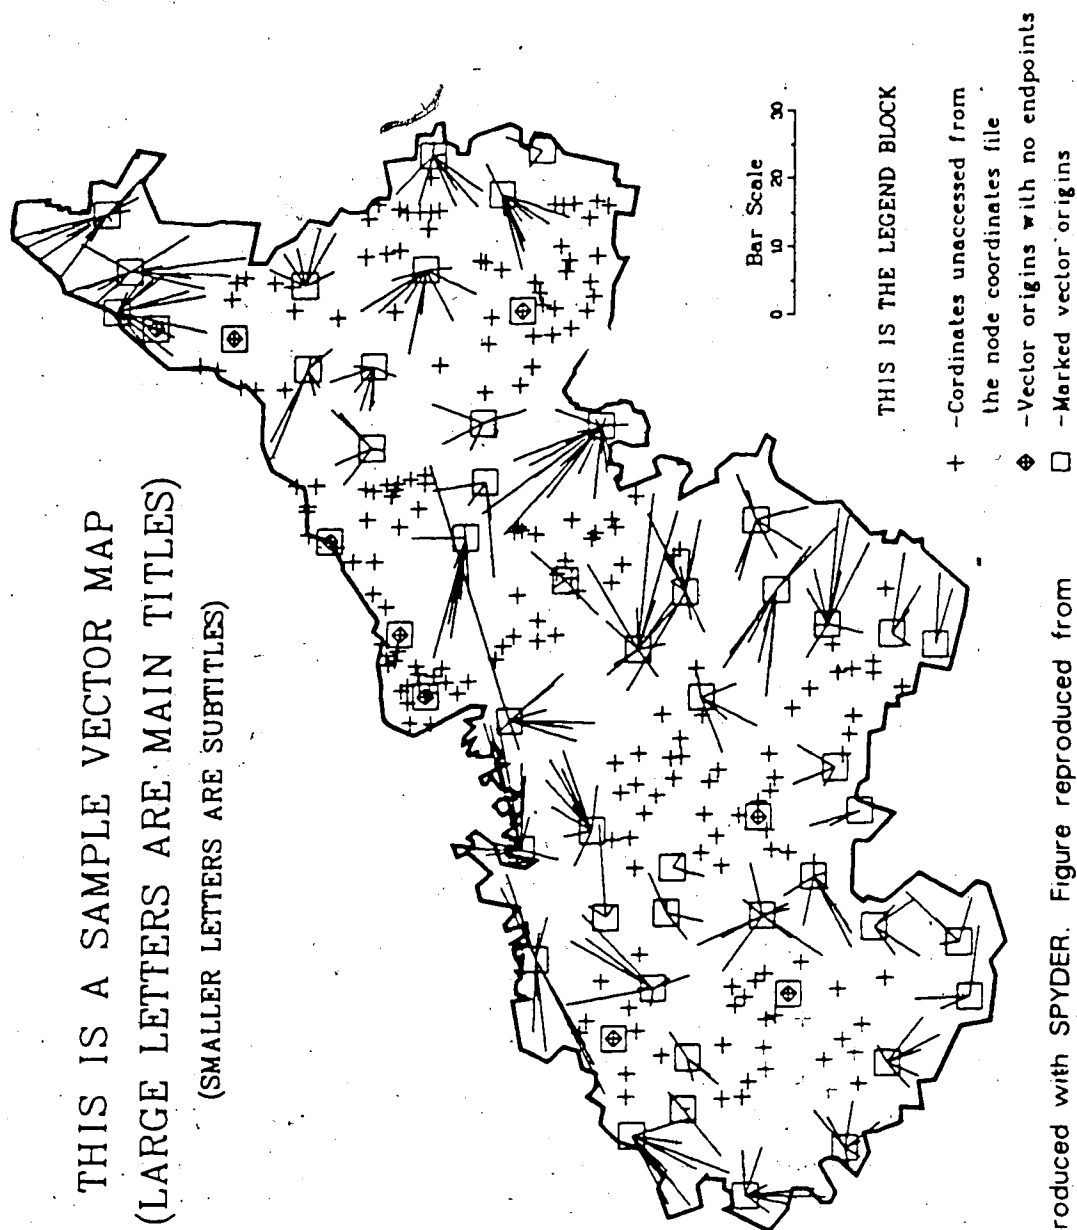 THIS IS A SAMPLE VECTOR MAP
(LARGE LETTERS ARE MAIN TITLES)
(SMALLER LETTERS ARE SUBTITLES)
Bar Scale
0 10 20 30
THIS IS THE LEGEND BLOCK
+ -Cordinates unaccessed from
the node coordinates file
-Vector origins with no endpoints
-Marked vector origins
roduced with SPYDER. Figure reproduced from